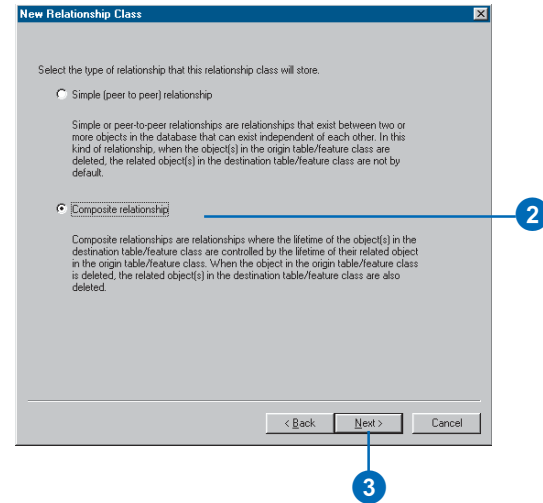 New Relationship Class
Select the type of relationship that this relationship class will store.
Simple (peer to peer) relationship
Simple or peer-to-peer relationships are relationships that exist between two or
more objects in the database that can exist independent of each other. In this
kind of relationship, when the object(s) in the origin table/feature class are
deleted, the related object(s) in the destination table/feature class are not by
default.
Composite relationship
2
Composite relationships are relationships where the lifetime of the object(s) in the
destination table/feature class are controlled by the lifetime of their related object
in the origin table/feature class. When the object in the origin table/feature class
is deleted, the related object(s) in the destination table/feature class are also
deleted.
< Back Next > Cancel
3